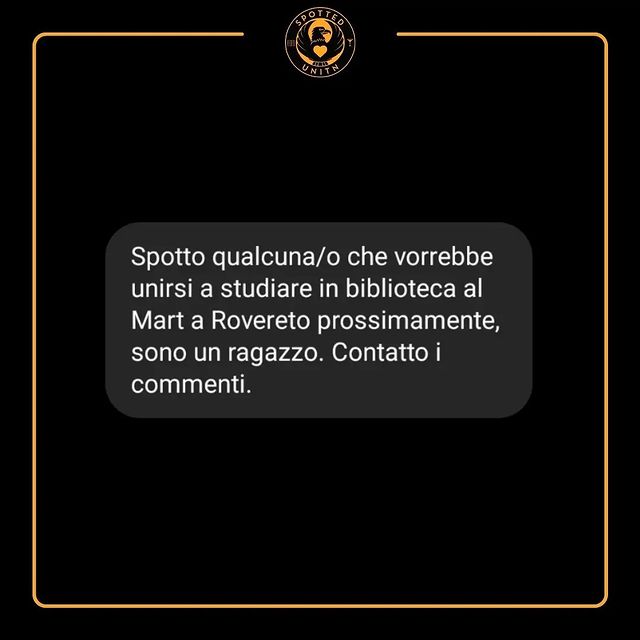 SPOTTED
UNITN
Spotto qualcuna/o che vorrebbe
unirsi a studiare in biblioteca al
Mart a Rovereto prossimamente,
sono un ragazzo. Contatto i
commenti.